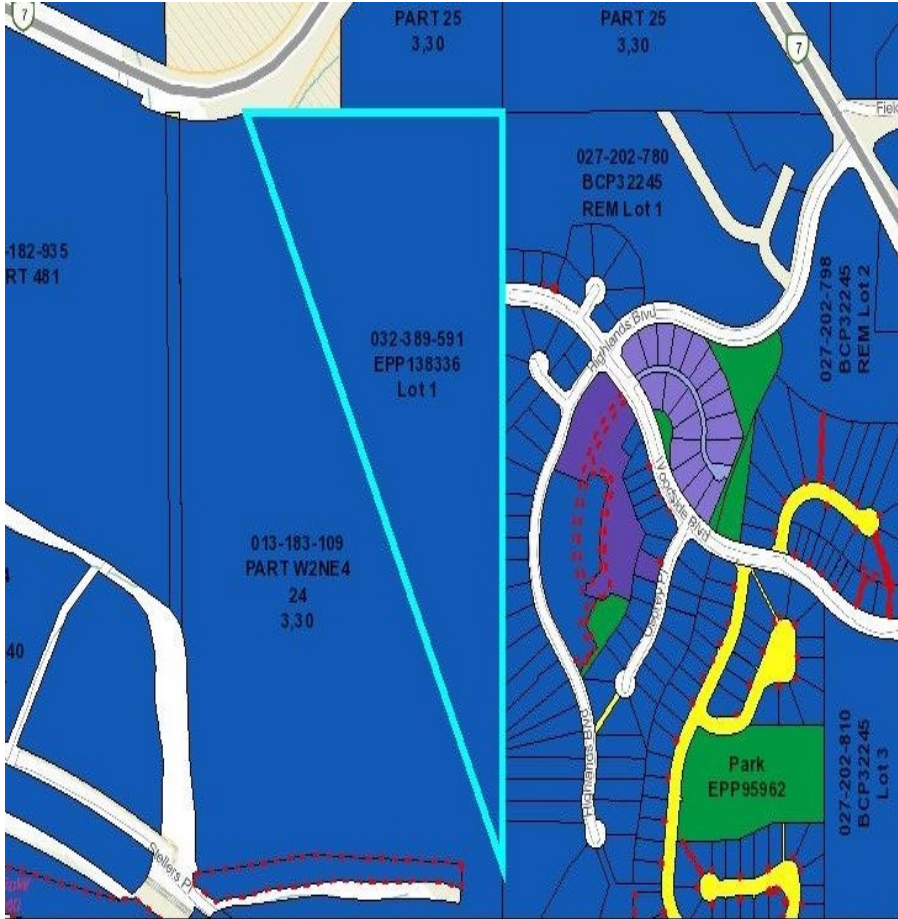 7
PART 25
3,30
PART 25
3,30
7
Field
027-202-780
BCP32245
REM Lot 1
-182-935
RT 481
032-389-591
EPP138336
Lot 1
Highlands Blvd
027-202-798
BCP32245
REM Lot 2
Woodside Blvd
013-183-109
PART W2NE4
24
3,30
Osprey Pl
40
Highlands Blvd
Park
EPP95962
027-202-810
BCP32245
Lot 3
Stellers Pl